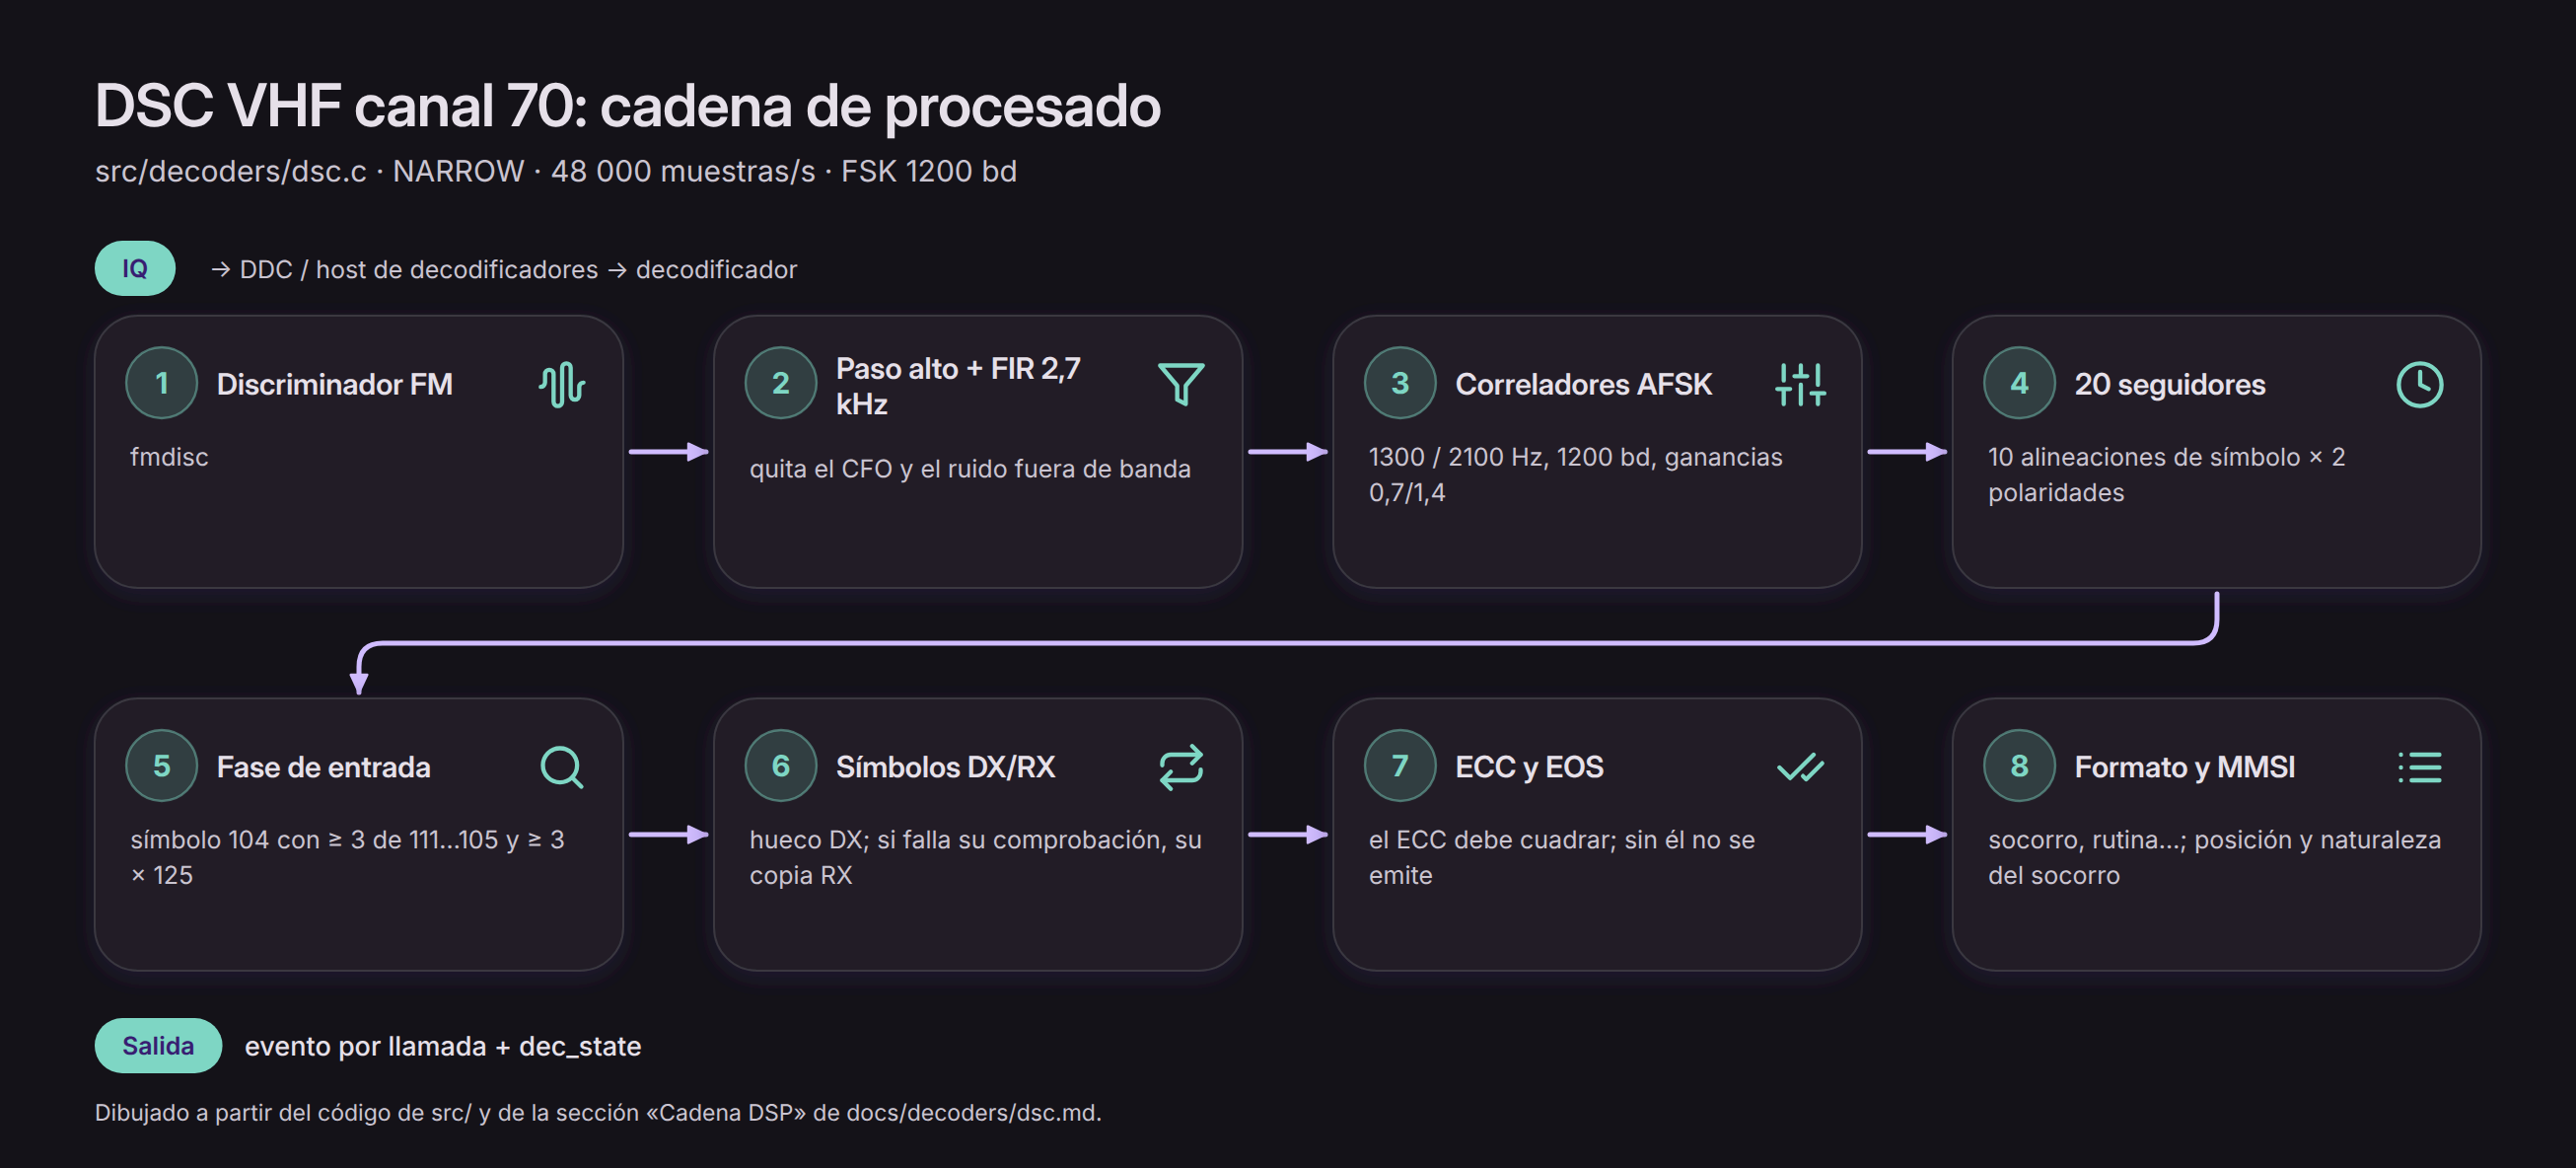 DSC VHF canal 70: cadena de procesado
src/decoders/dsc.c · NARROW · 48 000 muestras/s · FSK 1200 bd
IQ → DDC / host de decodificadores → decodificador
1 Discriminador FM
fmdisc
2 Paso alto + FIR 2,7
kHz
quita el CFO y el ruido fuera de banda
3 Correladores AFSK
1300 / 2100 Hz, 1200 bd, ganancias
0,7/1,4
4 20 seguidores
10 alineaciones de símbolo × 2
polaridades
5 Fase de entrada
símbolo 104 con ≥ 3 de 111…105 y ≥ 3
× 125
6 Símbolos DX/RX
hueco DX; si falla su comprobación, su
copia RX
7 ECC y EOS
el ECC debe cuadrar; sin él no se
emite
8 Formato y MMSI
socorro, rutina…; posición y naturaleza
del socorro
Salida evento por llamada + dec_state
Dibujado a partir del código de src/ y de la sección «Cadena DSP» de docs/decoders/dsc.md.